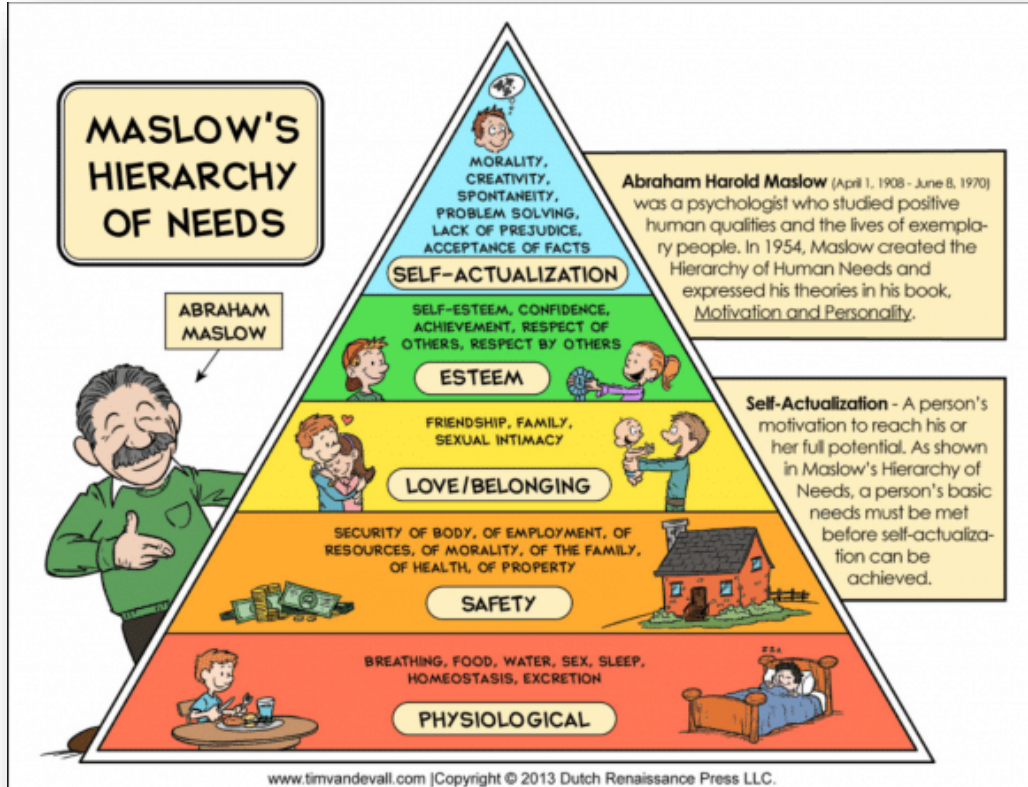 MASLOW'S
HIERARCHY
OF NEEDS
ABRAHAM
MASLOW
MORALITY,
CREATIVITY,
SPONTANEITY,
PROBLEM SOLVING,
LACK OF PREJUDICE,
ACCEPTANCE OF FACTS
SELF-ACTUALIZATION
SELF-ESTEEM, CONFIDENCE,
ACHIEVEMENT, RESPECT OF
OTHERS, RESPECT BY OTHERS
ESTEEM
FRIENDSHIP, FAMILY,
SEXUAL INTIMACY
LOVE/BELONGING
SECURITY OF BODY, OF EMPLOYMENT, OF
RESOURCES, OF MORALITY, OF THE FAMILY,
OF HEALTH, OF PROPERTY
SAFETY
BREATHING, FOOD, WATER, SEX, SLEEP,
HOMEOSTASIS, EXCRETION
PHYSIOLOGICAL
Abraham Harold Maslow (April 1, 1908 - June 8, 1970)
was a psychologist who studied positive
human qualities and the lives of exempla-
ry people. In 1954, Maslow created the
Hierarchy of Human Needs and
expressed his theories in his book,
Motivation and Personality.
Self-Actualization - A person's
motivation to reach his or
her full potential. As shown
in Maslow's Hierarchy of
Needs, a person's basic
needs must be met
before self-actualiza-
tion can be
achieved.
www.timvandevall.com |Copyright © 2013 Dutch Renaissance Press LLC.